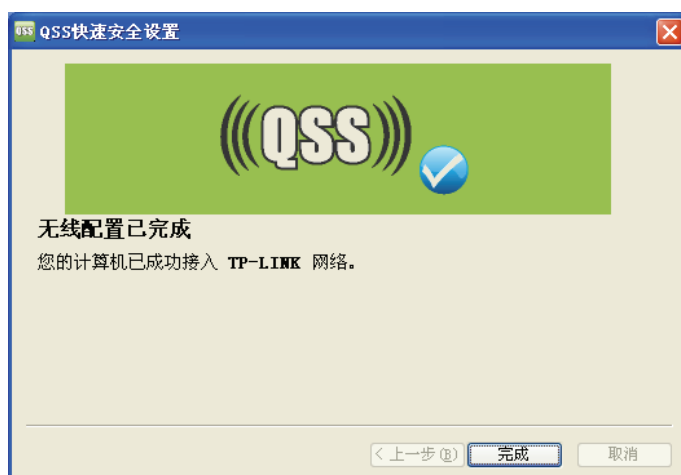 QSS QSS快速安全设置
(((QSS)))
无线配置已完成
您的计算机已成功接入 TP-LINK 网络。
< 上一步(B) 完成 取消